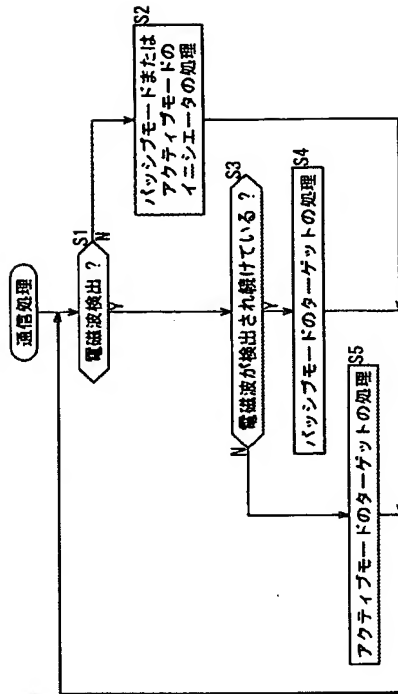 通信処理
S1
電磁波検出 ?
N
Y
S2
パッシブモードまたは
アクティブモードの
イニシエータの処理
S3
電磁波が検出され続けている ?
N
Y
S4
パッシブモードのターゲットの処理
S5
アクティブモードのターゲットの処理